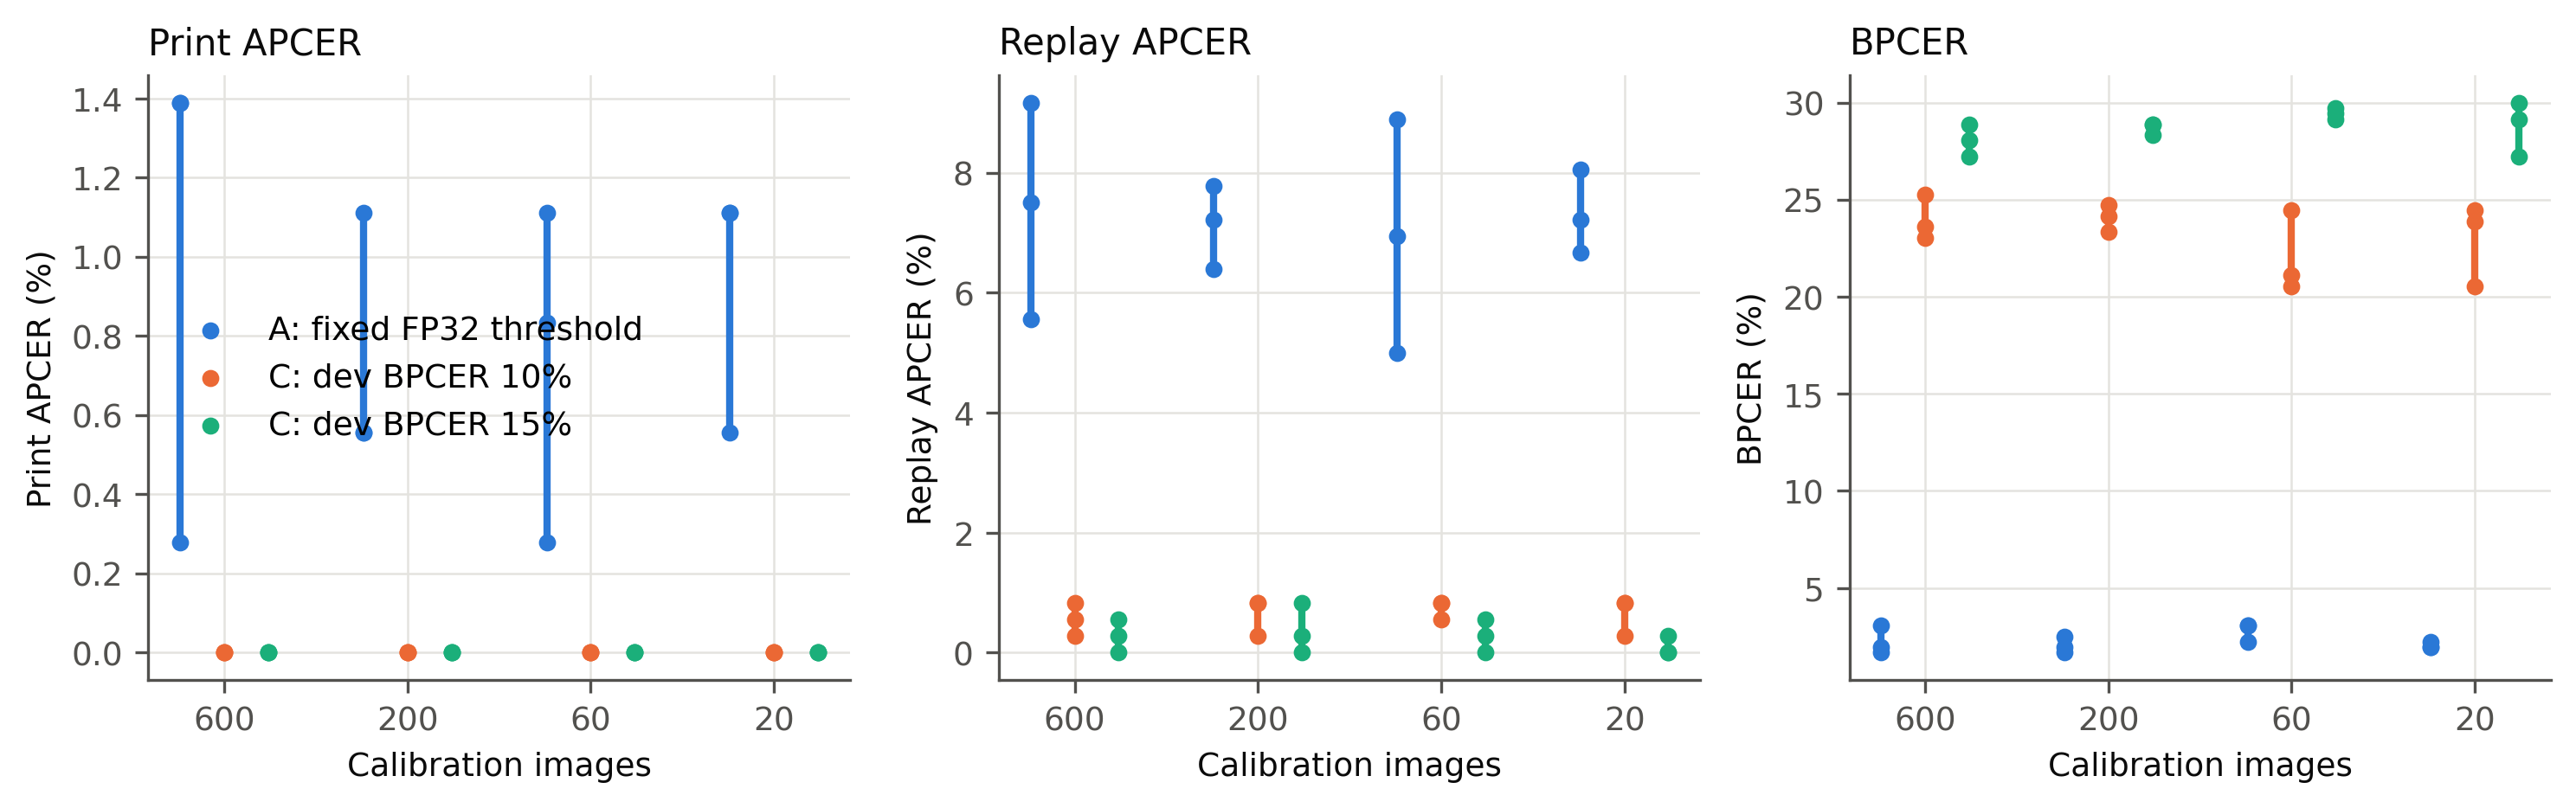 Print APCER
Print APCER (%)
1.4
1.2
1.0
0.8
0.6
0.4
0.2
0.0
A: fixed FP32 threshold
C: dev BPCER 10%
C: dev BPCER 15%
600 200 60 20
Calibration images
Replay APCER
Replay APCER (%)
8
6
4
2
0
600 200 60 20
Calibration images
BPCER
BPCER (%)
30
25
20
15
10
5
600 200 60 20
Calibration images